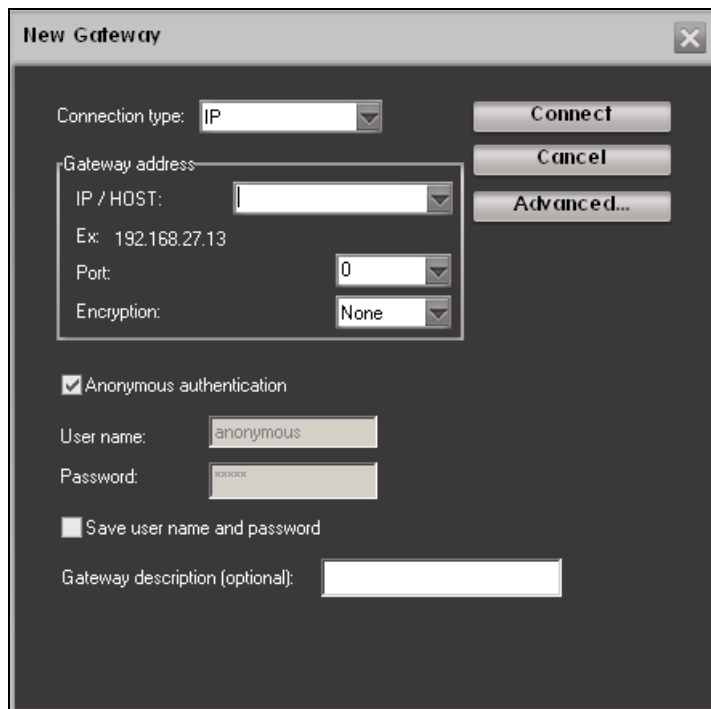 New Gateway
Connection type: IP
Connect
Gateway address
Cancel
IP / HOST:
Advanced...
Ex: 192.168.27.13
Port: 0
Encryption: None
Anonymous authentication
User name: anonymous
Password: *****
Save user name and password
Gateway description (optional):